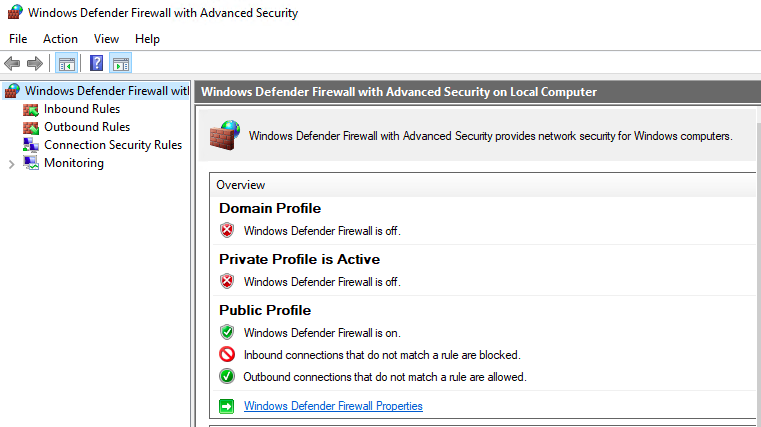 Windows Defender Firewall with Advanced Security
File Action View Help
Windows Defender Firewall wit
Inbound Rules
Outbound Rules
Connection Security Rules
Monitoring
Windows Defender Firewall with Advanced Security on Local Computer
Windows Defender Firewall with Advanced Security provides network security for Windows computers.
Overview
Domain Profile
Windows Defender Firewall is off.
Private Profile is Active
Windows Defender Firewall is off.
Public Profile
Windows Defender Firewall is on.
Inbound connections that do not match a rule are blocked.
Outbound connections that do not match a rule are allowed.
Windows Defender Firewall Properties